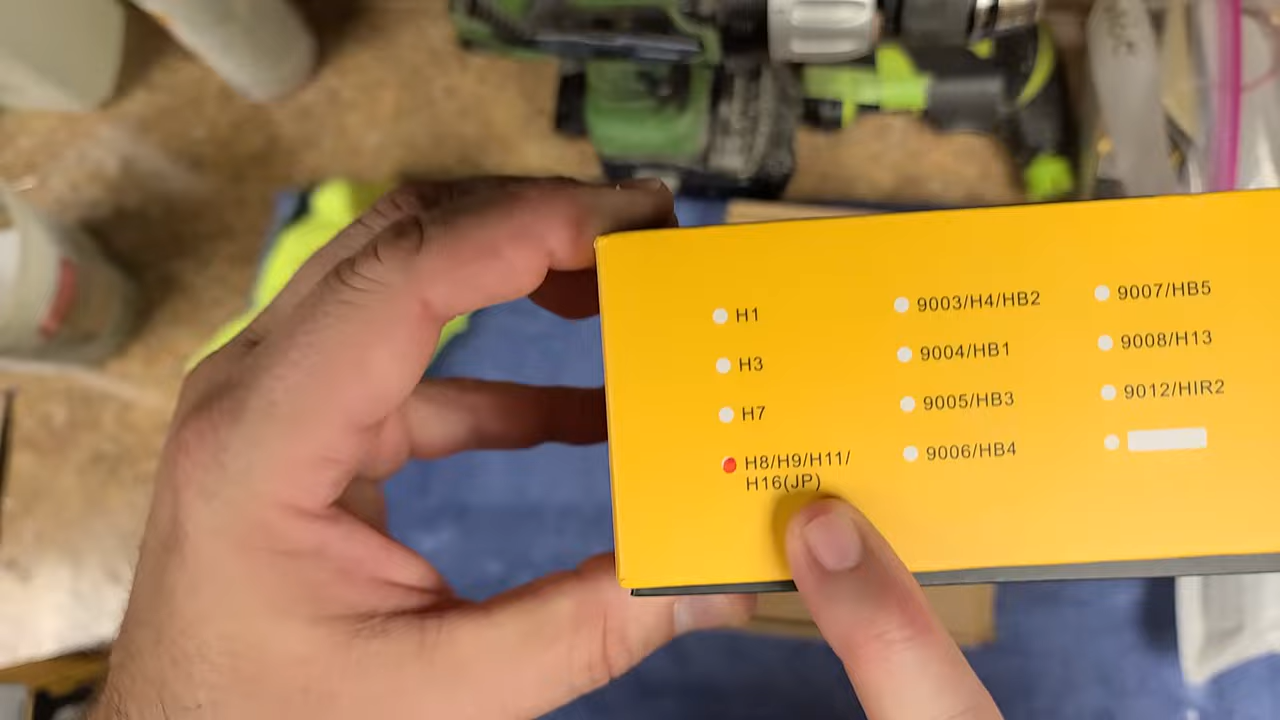 H1
H3
H7
H8/H9/H11/
H16(JP)
9003/H4/HB2
9004/HB1
9005/HB3
9006/HB4
9007/HB5
9008/H13
9012/HIR2